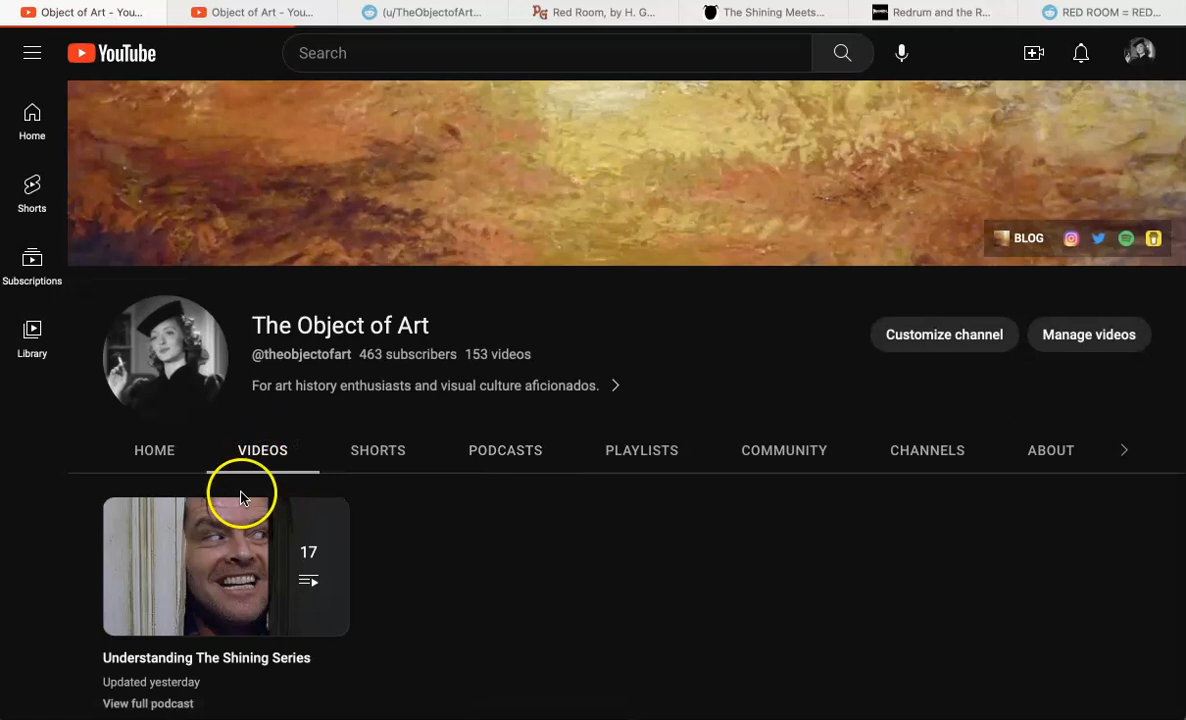 Object of Art - You...
Object of Art - You...
(u/TheObjectofArt...
Red Room, by H. G...
The Shining Meets...
Redrum and the R...
RED ROOM = RED...
YouTube
Search
Home
Shorts
Subscriptions
Library
BLOG
The Object of Art
@theobjectofart 463 subscribers 153 videos
For art history enthusiasts and visual culture aficionados.
Customize channel
Manage videos
HOME
VIDEOS
SHORTS
PODCASTS
PLAYLISTS
COMMUNITY
CHANNELS
ABOUT
17
Understanding The Shining Series
Updated yesterday
View full podcast